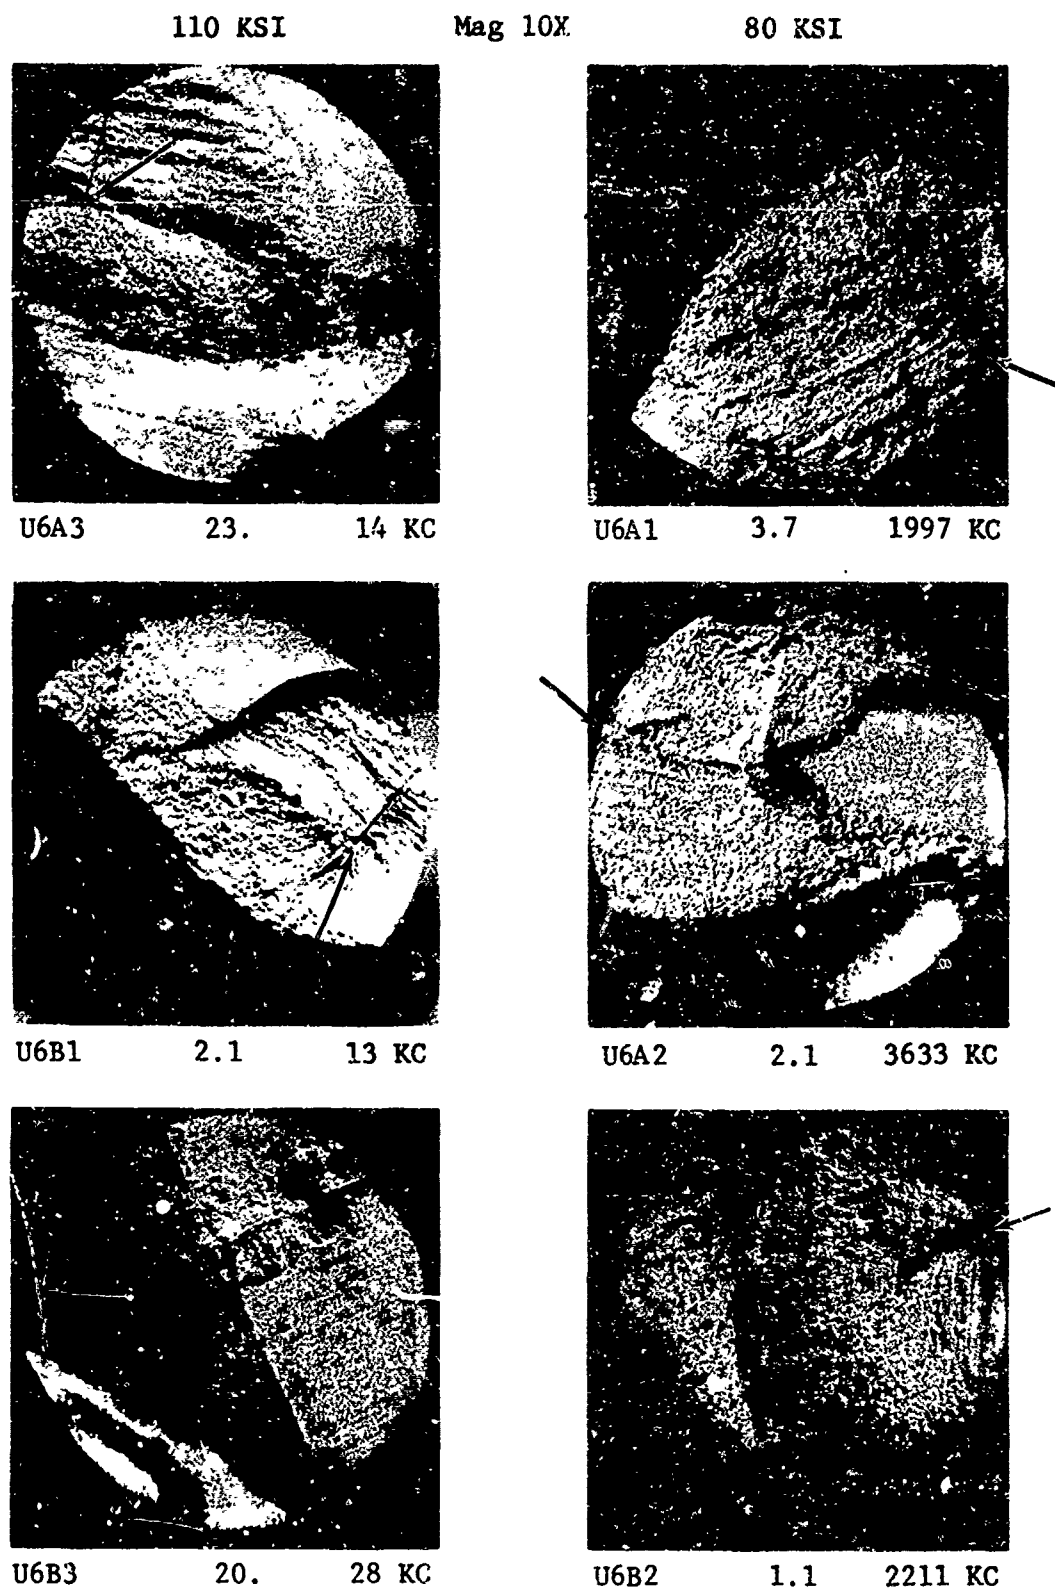 110 KSI Mag 10X 80 KSI
U6A3 23. 14 KC U6A1 3.7 1997 KC
U6B1 2.1 13 KC U6A2 2.1 3633 KC
U6B3 20. 28 KC U6B2 1.1 2211 KC